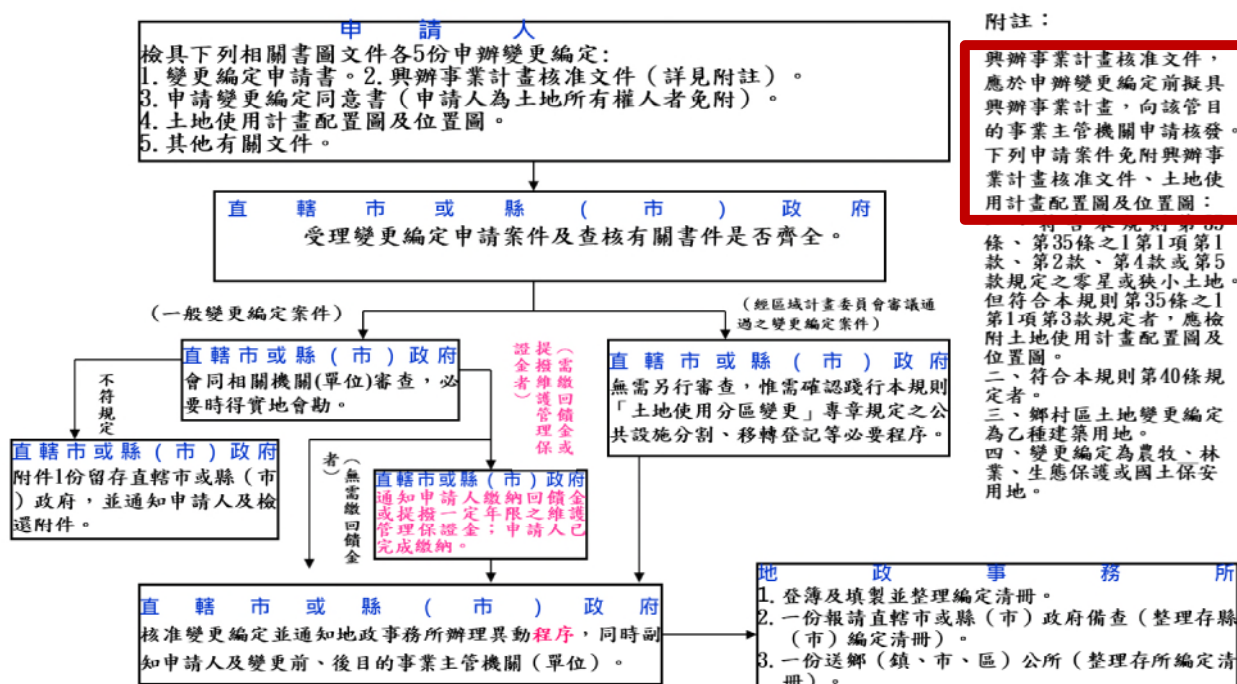 申請人
檢具下列相關書圖文件各5份申辦變更編定:
1.變更編定申請書。2.興辦事業計畫核准文件(詳見附註)。
3.申請變更編定同意書(申請人為土地所有權人者免附)。
4.土地使用計畫配置圖及位置圖。
5.其他有關文件。
直轄市或縣(市)政府
受理變更編定申請案件及查核有關書件是否齊全。
(一般變更編定案件)
(經區域計畫委員會審議通
過之變更編定案件)
直轄市或縣(市)政府
會同相關機關(單位)審查,必
要時得實地會勘。
(需繳回饋金或
提撥維護管理保
證金者)
直轄市或縣(市)政府
無需另行審查,惟需確認踐行本規則
「土地使用分區變更」專章規定之公
共設施分割、移轉登記等必要程序。
不符規定
直轄市或縣(市)政府
附件1份留存直轄市或縣(市
)政府,並通知申請人及檢
還附件。
(無需繳回饋金
者)
直轄市或縣(市)政府
通知申請人繳納回饋金
或提撥一定年限之維護
管理保證金;申請人已
完成繳納。
直轄市或縣(市)政府
核准變更編定並通知地政事務所辦理異動程序,同時副
知申請人及變更前、後目的事業主管機關(單位)。
地政事務所
1.登簿及填製並整理編定清冊。
2.一份報請直轄市或縣(市)政府備查(整理存縣
(市)編定清冊)。
3.一份送鄉(鎮、市、區)公所(整理存所編定清
冊)。
附註:
興辦事業計畫核准文件,
應於申辦變更編定前擬具
興辦事業計畫,向該管目
的事業主管機關申請核發。
下列申請案件免附興辦事
業計畫核准文件、土地使
用計畫配置圖及位置圖:
符合本規則第35
條、第35條之1第1項第1
款、第2款、第4款或第5
款規定之零星或狹小土地。
但符合本規則第35條之1
第1項第3款規定者,應檢
附土地使用計畫配置圖及
位置圖。
二、符合本規則第40條規
定者。
三、鄉村區土地變更編定
為乙種建築用地。
四、變更編定為農牧、林
業、生態保護或國土保安
用地。